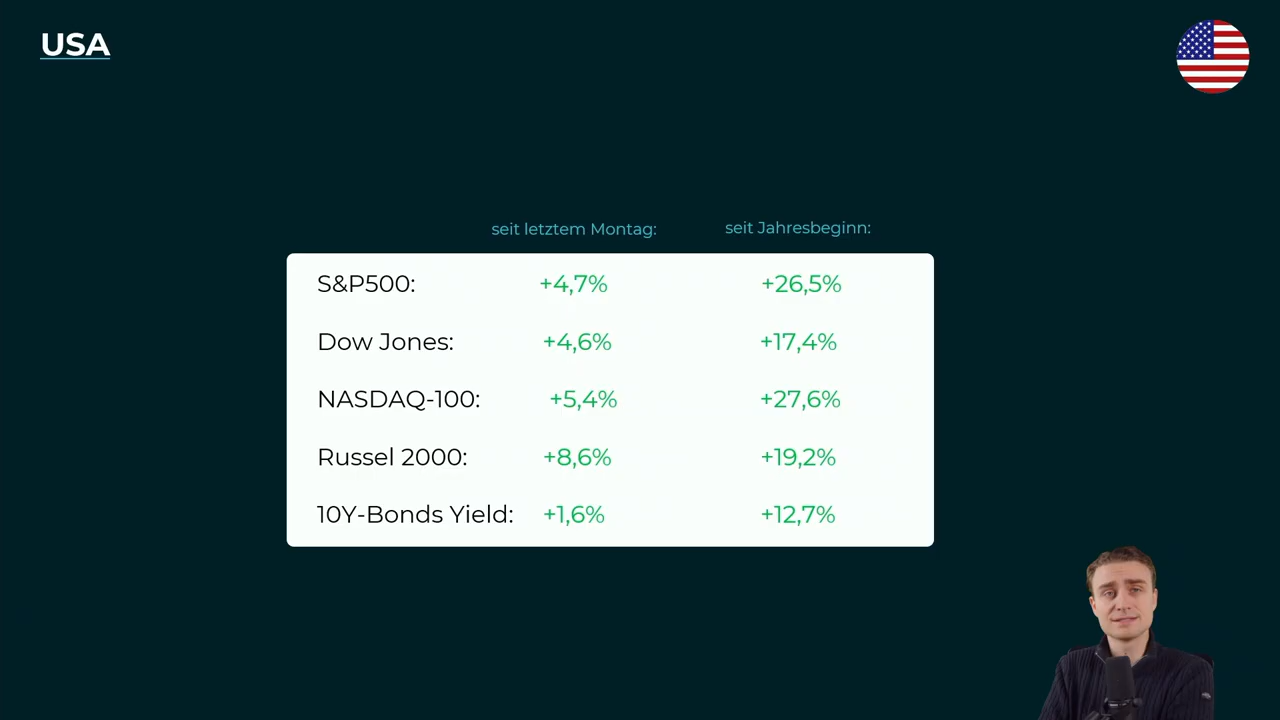 USA
seit letztem Montag: seit Jahresbeginn:
S&P500: +4,7% +26,5%
Dow Jones: +4,6% +17,4%
NASDAQ-100: +5,4% +27,6%
Russel 2000: +8,6% +19,2%
10Y-Bonds Yield: +1,6% +12,7%